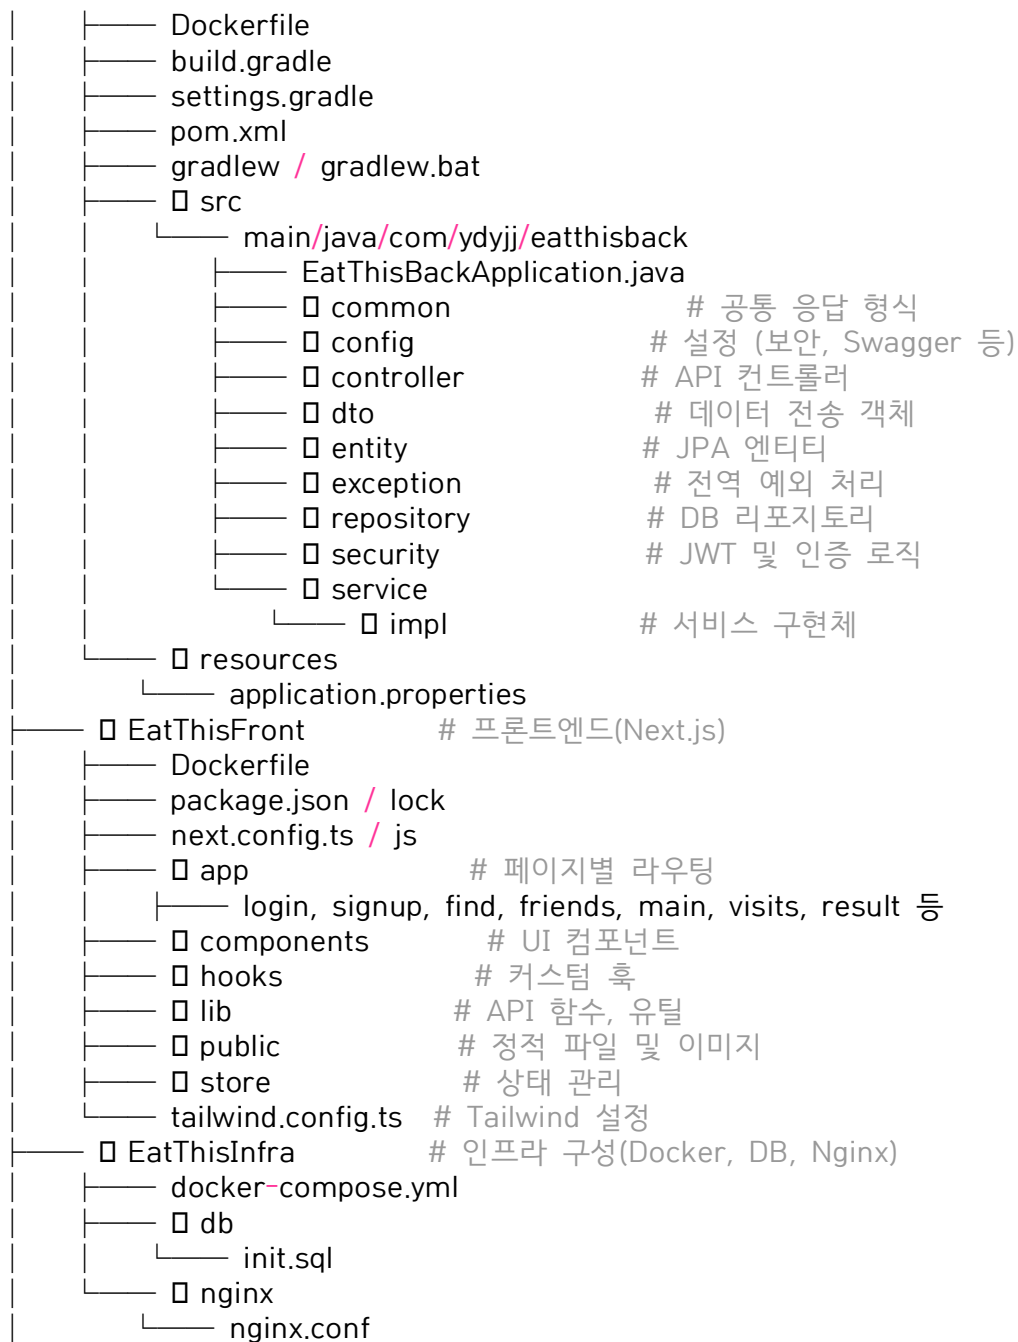 │    ├── Dockerfile
│    ├── build.gradle
│    ├── settings.gradle
│    ├── pom.xml
│    ├── gradlew / gradlew.bat
│    ├── src
│    │    └── main/java/com/ydyjj/eatthisback
│    │         ├── EatThisBackApplication.java
│    │         ├── common # 공통 응답 형식
│    │         ├── config # 설정 (보안, Swagger 등)
│    │         ├── controller # API 컨트롤러
│    │         ├── dto # 데이터 전송 객체
│    │         ├── entity # JPA 엔티티
│    │         ├── exception # 전역 예외 처리
│    │         ├── repository # DB 리포지토리
│    │         ├── security # JWT 및 인증 로직
│    │         └── service
│    │              └── impl # 서비스 구현체
│    └── resources
│         └── application.properties
├── EatThisFront # 프론트엔드(Next.js)
│    ├── Dockerfile
│    ├── package.json / lock
│    ├── next.config.ts / js
│    ├── app # 페이지별 라우팅
│    │    ├── login, signup, find, friends, main, visits, result 등
│    ├── components # UI 컴포넌트
│    ├── hooks # 커스텀 훅
│    ├── lib # API 함수, 유틸
│    ├── public # 정적 파일 및 이미지
│    ├── store # 상태 관리
│    └── tailwind.config.ts # Tailwind 설정
├── EatThisInfra # 인프라 구성(Docker, DB, Nginx)
│    ├── docker-compose.yml
│    ├── db
│    │    └── init.sql
│    └── nginx
│         └── nginx.conf